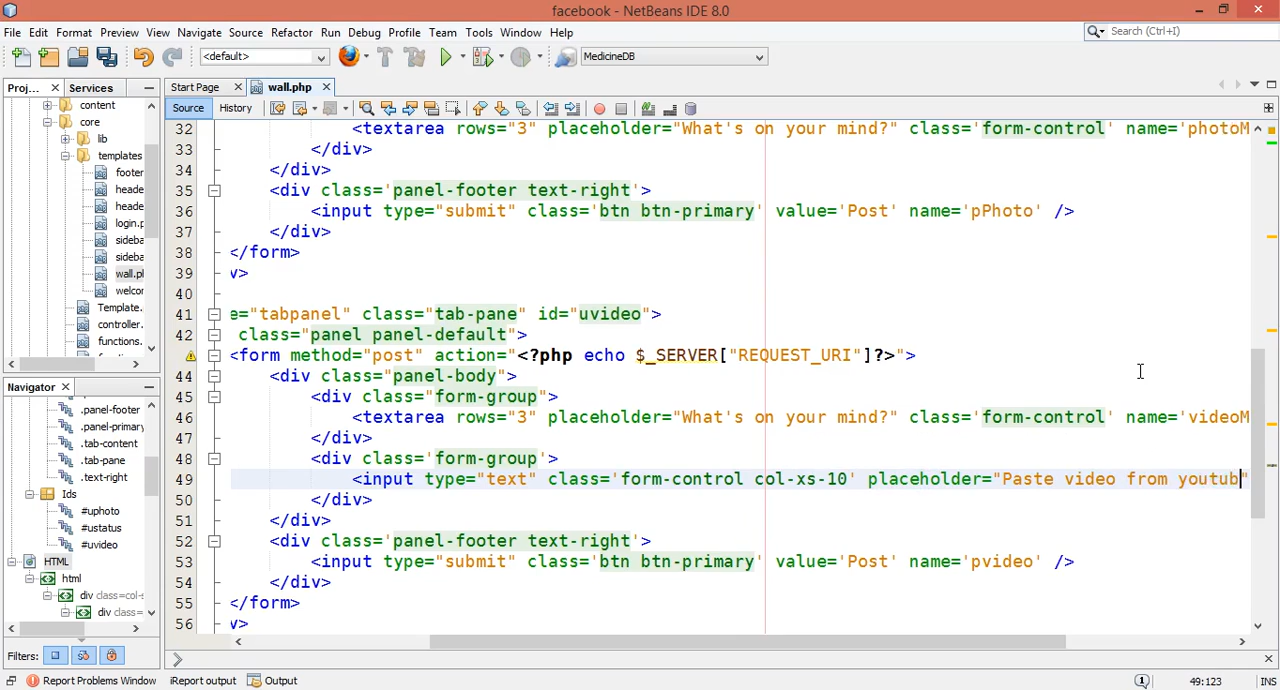 facebook - NetBeans IDE 8.0
File Edit Format Preview View Navigate Source Refactor Run Debug Profile Team Tools Window Help
Search (Ctrl+I)
<default>
MedicineDB
Proj... Services
Start Page wall.php
Source History
content
core
lib
templates
footer
heade
heade
login.p
sideba
sideba
wall.pl
welcor
Template.
controller.
functions.
32 <textarea rows="3" placeholder="What's on your mind?" class='form-control' name='photoM
33 </div>
34 </div>
35 <div class='panel-footer text-right'>
36 <input type="submit" class='btn btn-primary' value='Post' name='pPhoto' />
37 </div>
38 </form>
39 v>
40
41 e="tabpanel" class="tab-pane" id="uvideo">
42 class="panel panel-default">
<form method="post" action="<?php echo $_SERVER["REQUEST_URI"]?>">
44 <div class="panel-body">
45 <div class="form-group">
46 <textarea rows="3" placeholder="What's on your mind?" class='form-control' name='videoM
47 </div>
48 <div class='form-group'>
49 <input type="text" class='form-control col-xs-10' placeholder="Paste video from youtub"
50 </div>
51 </div>
52 <div class='panel-footer text-right'>
53 <input type="submit" class='btn btn-primary' value='Post' name='pvideo' />
54 </div>
55 </form>
56 v>
Navigator
.panel-footer
.panel-primary
.tab-content
.tab-pane
.text-right
Ids
#uphoto
#ustatus
#uvideo
HTML
html
div class=col-s
div class=
Filters:
Report Problems Window iReport output Output
1 49:123 INS